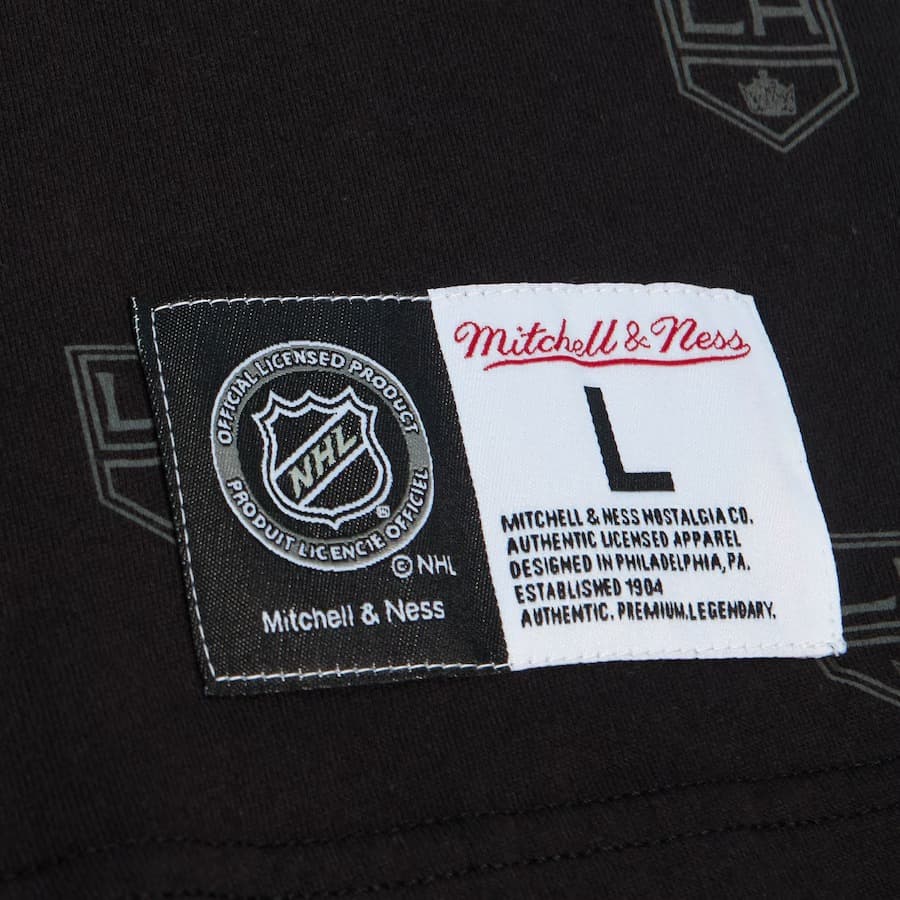 LA
L
OFFICIAL LICENSED PRODUCT
NHL
PRODUIT LICENCIE OFFICIEL
© NHL
Mitchell & Ness
Mitchell & Ness
L
MITCHELL & NESS NOSTALGIA CO.
AUTHENTIC LICENSED APPAREL
DESIGNED IN PHILADELPHIA, PA.
ESTABLISHED 1904
AUTHENTIC. PREMIUM. LEGENDARY.
L